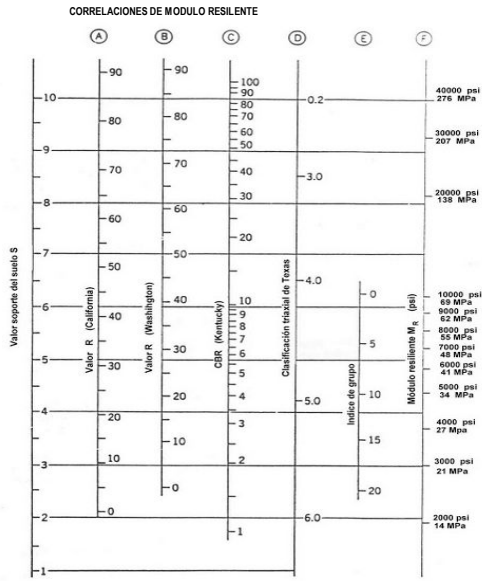 CORRELACIONES DE MODULO RESILENTE
A B C D E F
Valor soporte del suelo S
10
9
8
7
6
5
4
3
2
1
Valor R (California)
90
80
70
60
50
40
30
20
10
0
Valor R (Washington)
90
80
70
60
50
40
30
20
10
0
CBR (Kentucky)
100
90
80
70
60
50
40
30
20
10
9
8
7
6
5
4
3
2
1
Clasificación triaxial de Texas
0.2
3.0
4.0
5.0
6.0
Indice de grupo
0
5
10
15
20
Módulo resiliente MR (psi)
40000 psi
276 MPa
30000 psi
207 MPa
20000 psi
138 MPa
10000 psi
69 MPa
9000 psi
62 MPa
8000 psi
55 MPa
7000 psi
48 MPa
6000 psi
41 MPa
5000 psi
34 MPa
4000 psi
27 Mpa
3000 psi
21 MPa
2000 psi
14 MPa